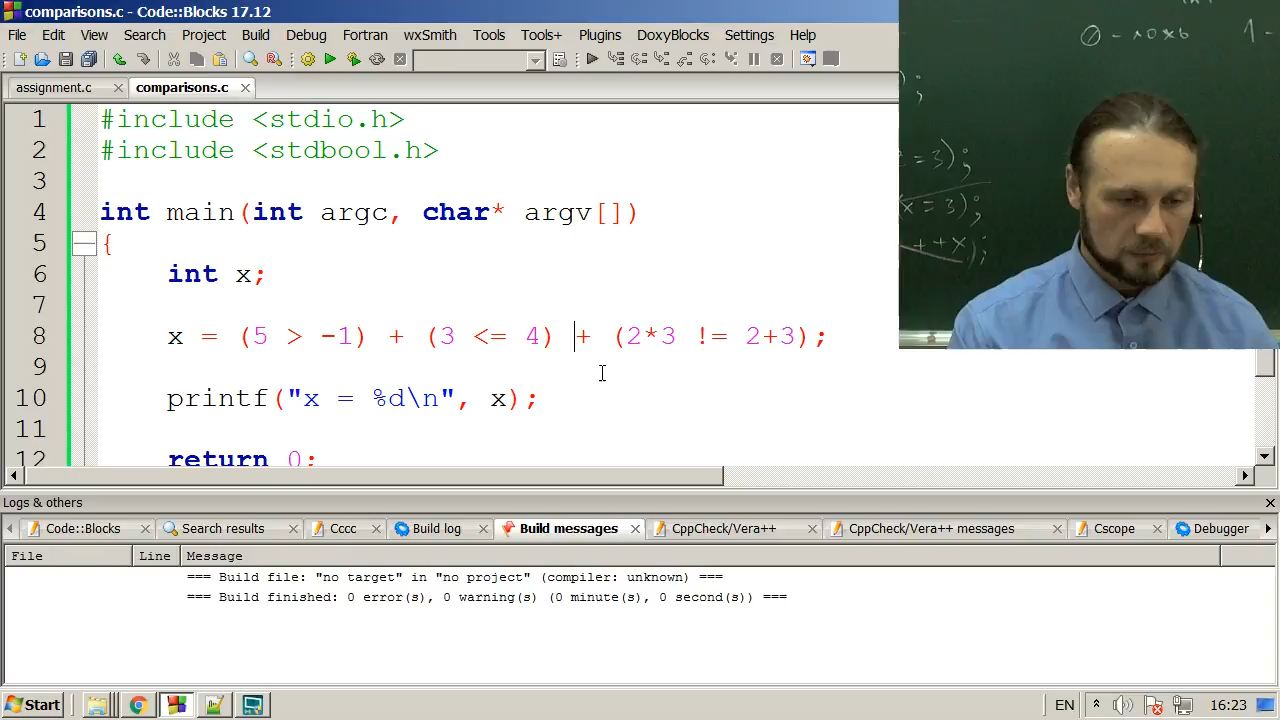 comparisons.c - Code::Blocks 17.12
File Edit View Search Project Build Debug Fortran wxSmith Tools Tools+ Plugins DoxyBlocks Settings Help
assignment.c comparisons.c
1 #include <stdio.h>
2 #include <stdbool.h>
3
4 int main(int argc, char* argv[])
5 {
6 int x;
7
8 x = (5 > -1) + (3 <= 4) + (2*3 != 2+3);
9
10 printf("x = %d\n", x);
11
12 return 0;
= 3);
(x = 3);
+ +x);
Logs & others
Code::Blocks Search results Cccc Build log Build messages CppCheck/Vera++ CppCheck/Vera++ messages Cscope Debugger
File Line Message
=== Build file: "no target" in "no project" (compiler: unknown) ===
=== Build finished: 0 error(s), 0 warning(s) (0 minute(s), 0 second(s)) ===
Start EN 16:23